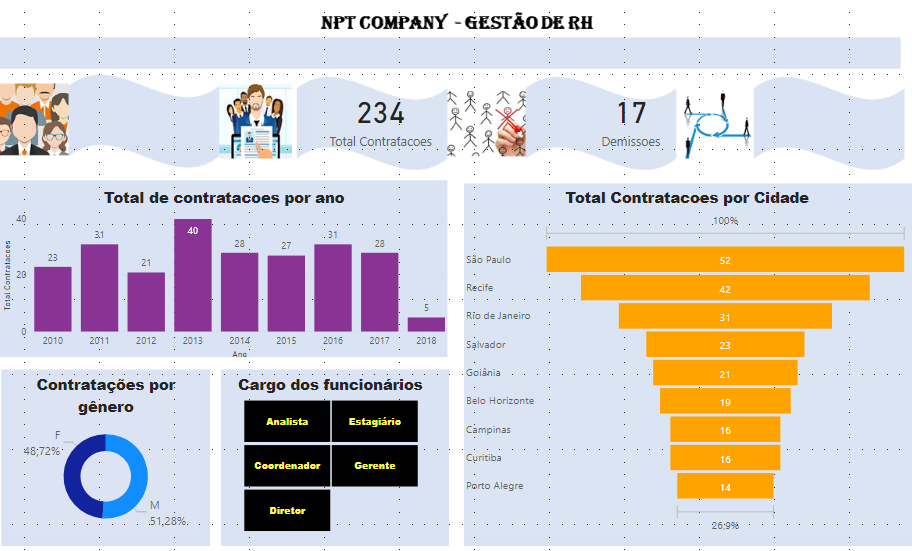 NPT COMPANY - GESTÃO DE RH
234
Total Contratacoes
17
Demissoes
Total de contratacoes por ano
Total Contratacoes
40
20
0
23
31
21
40
28
27
31
28
5
2010
2011
2012
2013
2014
2015
2016
2017
2018
Ano
Total Contratacoes por Cidade
100%
São Paulo
52
Recife
42
Rio de Janeiro
31
Salvador
23
Goiânia
21
Belo Horizonte
19
Campinas
16
Curitiba
16
Porto Alegre
14
26,9%
Contratações por
gênero
F
48,72%
M
51,28%
Cargo dos funcionários
Analista
Estagiário
Coordenador
Gerente
Diretor